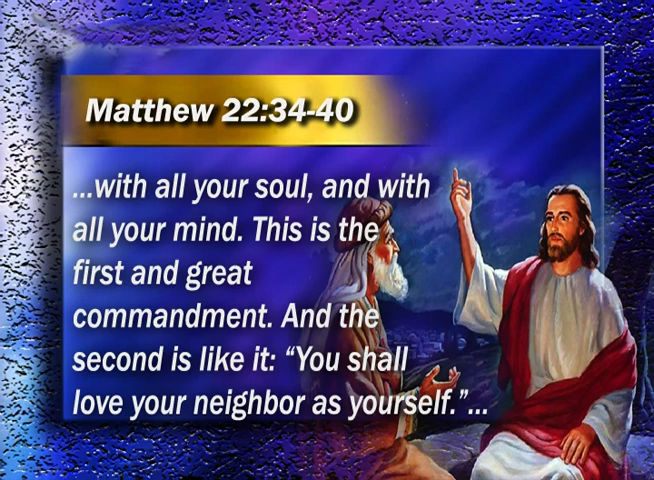 Matthew 22:34-40
...with all your soul, and with
all your mind. This is the
first and great
commandment. And the
second is like it: “You shall
love your neighbor as yourself.”...